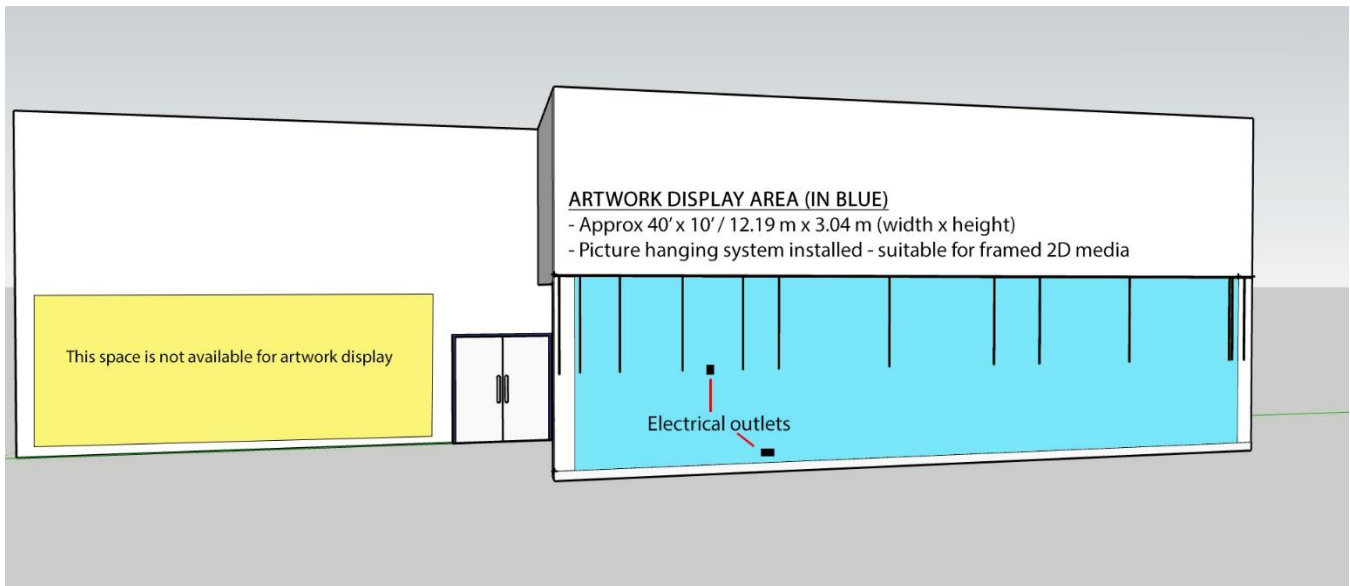 ARTWORK DISPLAY AREA (IN BLUE)
- Approx 40' x 10' / 12.19 m x 3.04 m (width x height)
- Picture hanging system installed - suitable for framed 2D media
This space is not available for artwork display
Electrical outlets